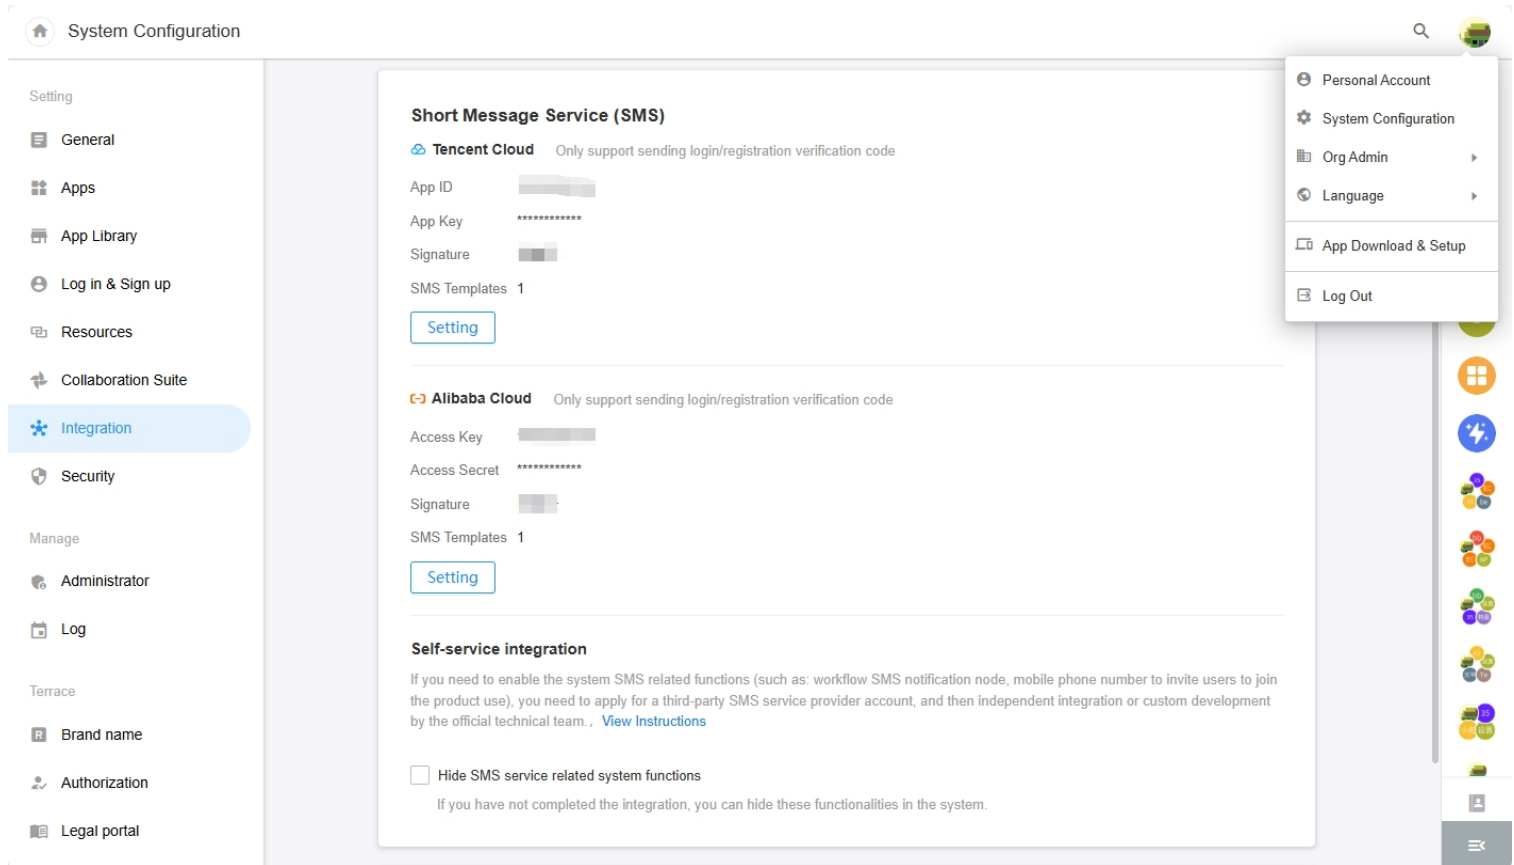 System Configuration
Setting
General
Apps
App Library
Log in & Sign up
Resources
Collaboration Suite
Integration
Security
Manage
Administrator
Log
Terrace
Brand name
Authorization
Legal portal
Short Message Service (SMS)
Tencent Cloud Only support sending login/registration verification code
App ID
App Key ************
Signature
SMS Templates 1
Setting
Alibaba Cloud Only support sending login/registration verification code
Access Key
Access Secret ************
Signature
SMS Templates 1
Setting
Self-service integration
If you need to enable the system SMS related functions (such as: workflow SMS notification node, mobile phone number to invite users to join
the product use), you need to apply for a third-party SMS service provider account, and then independent integration or custom development
by the official technical team., View Instructions
Hide SMS service related system functions
If you have not completed the integration, you can hide these functionalities in the system.
Personal Account
System Configuration
Org Admin
Language
App Download & Setup
Log Out